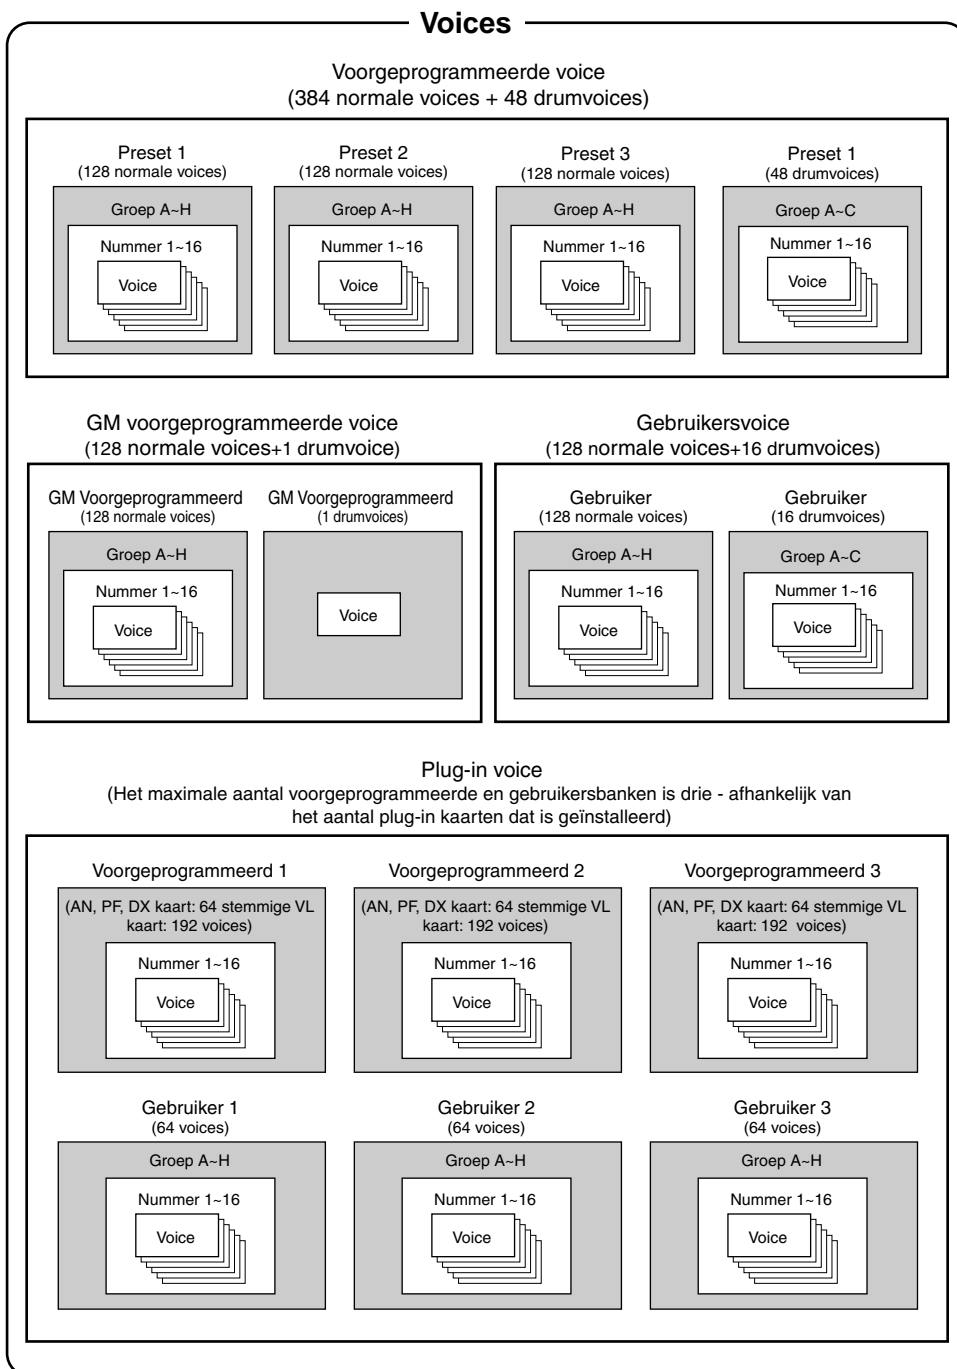 Voices
Voorgeprogrammeerde voice
(384 normale voices + 48 drumvoices)
Preset 1
(128 normale voices)
Groep A~H
Nummer 1~16
Voice
Preset 2
(128 normale voices)
Groep A~H
Nummer 1~16
Voice
Preset 3
(128 normale voices)
Groep A~H
Nummer 1~16
Voice
Preset 1
(48 drumvoices)
Groep A~C
Nummer 1~16
Voice
GM voorgeprogrammeerde voice
(128 normale voices+1 drumvoice)
GM Voorgeprogrammeerd
(128 normale voices)
Groep A~H
Nummer 1~16
Voice
GM Voorgeprogrammeerd
(1 drumvoices)
Voice
Gebruikersvoice
(128 normale voices+16 drumvoices)
Gebruiker
(128 normale voices)
Groep A~H
Nummer 1~16
Voice
Gebruiker
(16 drumvoices)
Groep A~C
Nummer 1~16
Voice
Plug-in voice
(Het maximale aantal voorgeprogrammeerde en gebruikersbanken is drie - afhankelijk van
het aantal plug-in kaarten dat is geïnstalleerd)
Voorgeprogrammeerd 1
(AN, PF, DX kaart: 64 stemmige VL
kaart: 192 voices)
Nummer 1~16
Voice
Voorgeprogrammeerd 2
(AN, PF, DX kaart: 64 stemmige VL
kaart: 192 voices)
Nummer 1~16
Voice
Voorgeprogrammeerd 3
(AN, PF, DX kaart: 64 stemmige VL
kaart: 192 voices)
Nummer 1~16
Voice
Gebruiker 1
(64 voices)
Groep A~H
Nummer 1~16
Voice
Gebruiker 2
(64 voices)
Groep A~H
Nummer 1~16
Voice
Gebruiker 3
(64 voices)
Groep A~H
Nummer 1~16
Voice